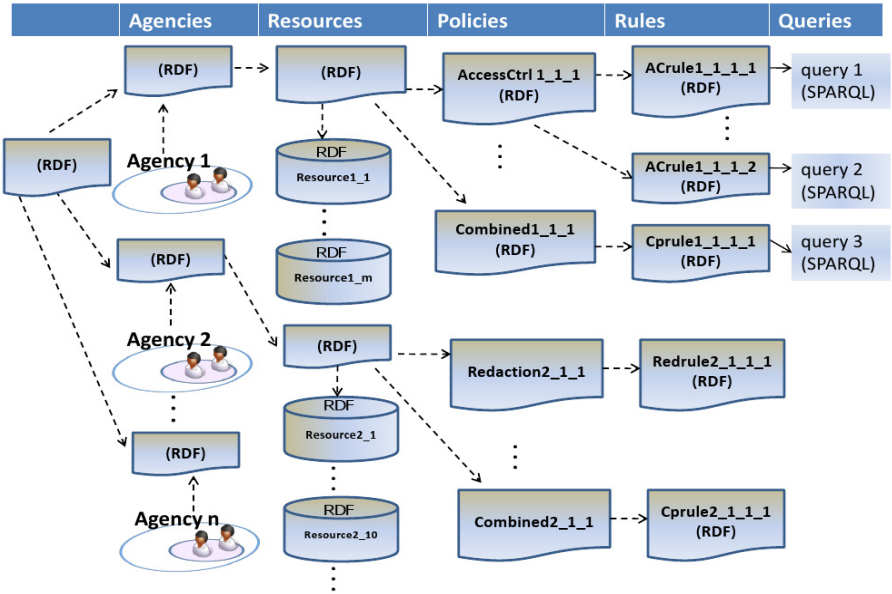 Agencies
Resources
Policies
Rules
Queries
(RDF)
(RDF)
(RDF)
AccessCtrl 1_1_1
(RDF)
ACrule1_1_1_1
(RDF)
query 1
(SPARQL)
Agency 1
RDF
Resource1_1
ACrule1_1_1_2
(RDF)
query 2
(SPARQL)
Combined1_1_1
(RDF)
Cprule1_1_1_1
(RDF)
query 3
(SPARQL)
(RDF)
RDF
Resource1_m
Agency 2
(RDF)
Redaction2_1_1
Redrule2_1_1_1
(RDF)
RDF
Resource2_1
(RDF)
Agency n
RDF
Resource2_10
Combined2_1_1
Cprule2_1_1_1
(RDF)